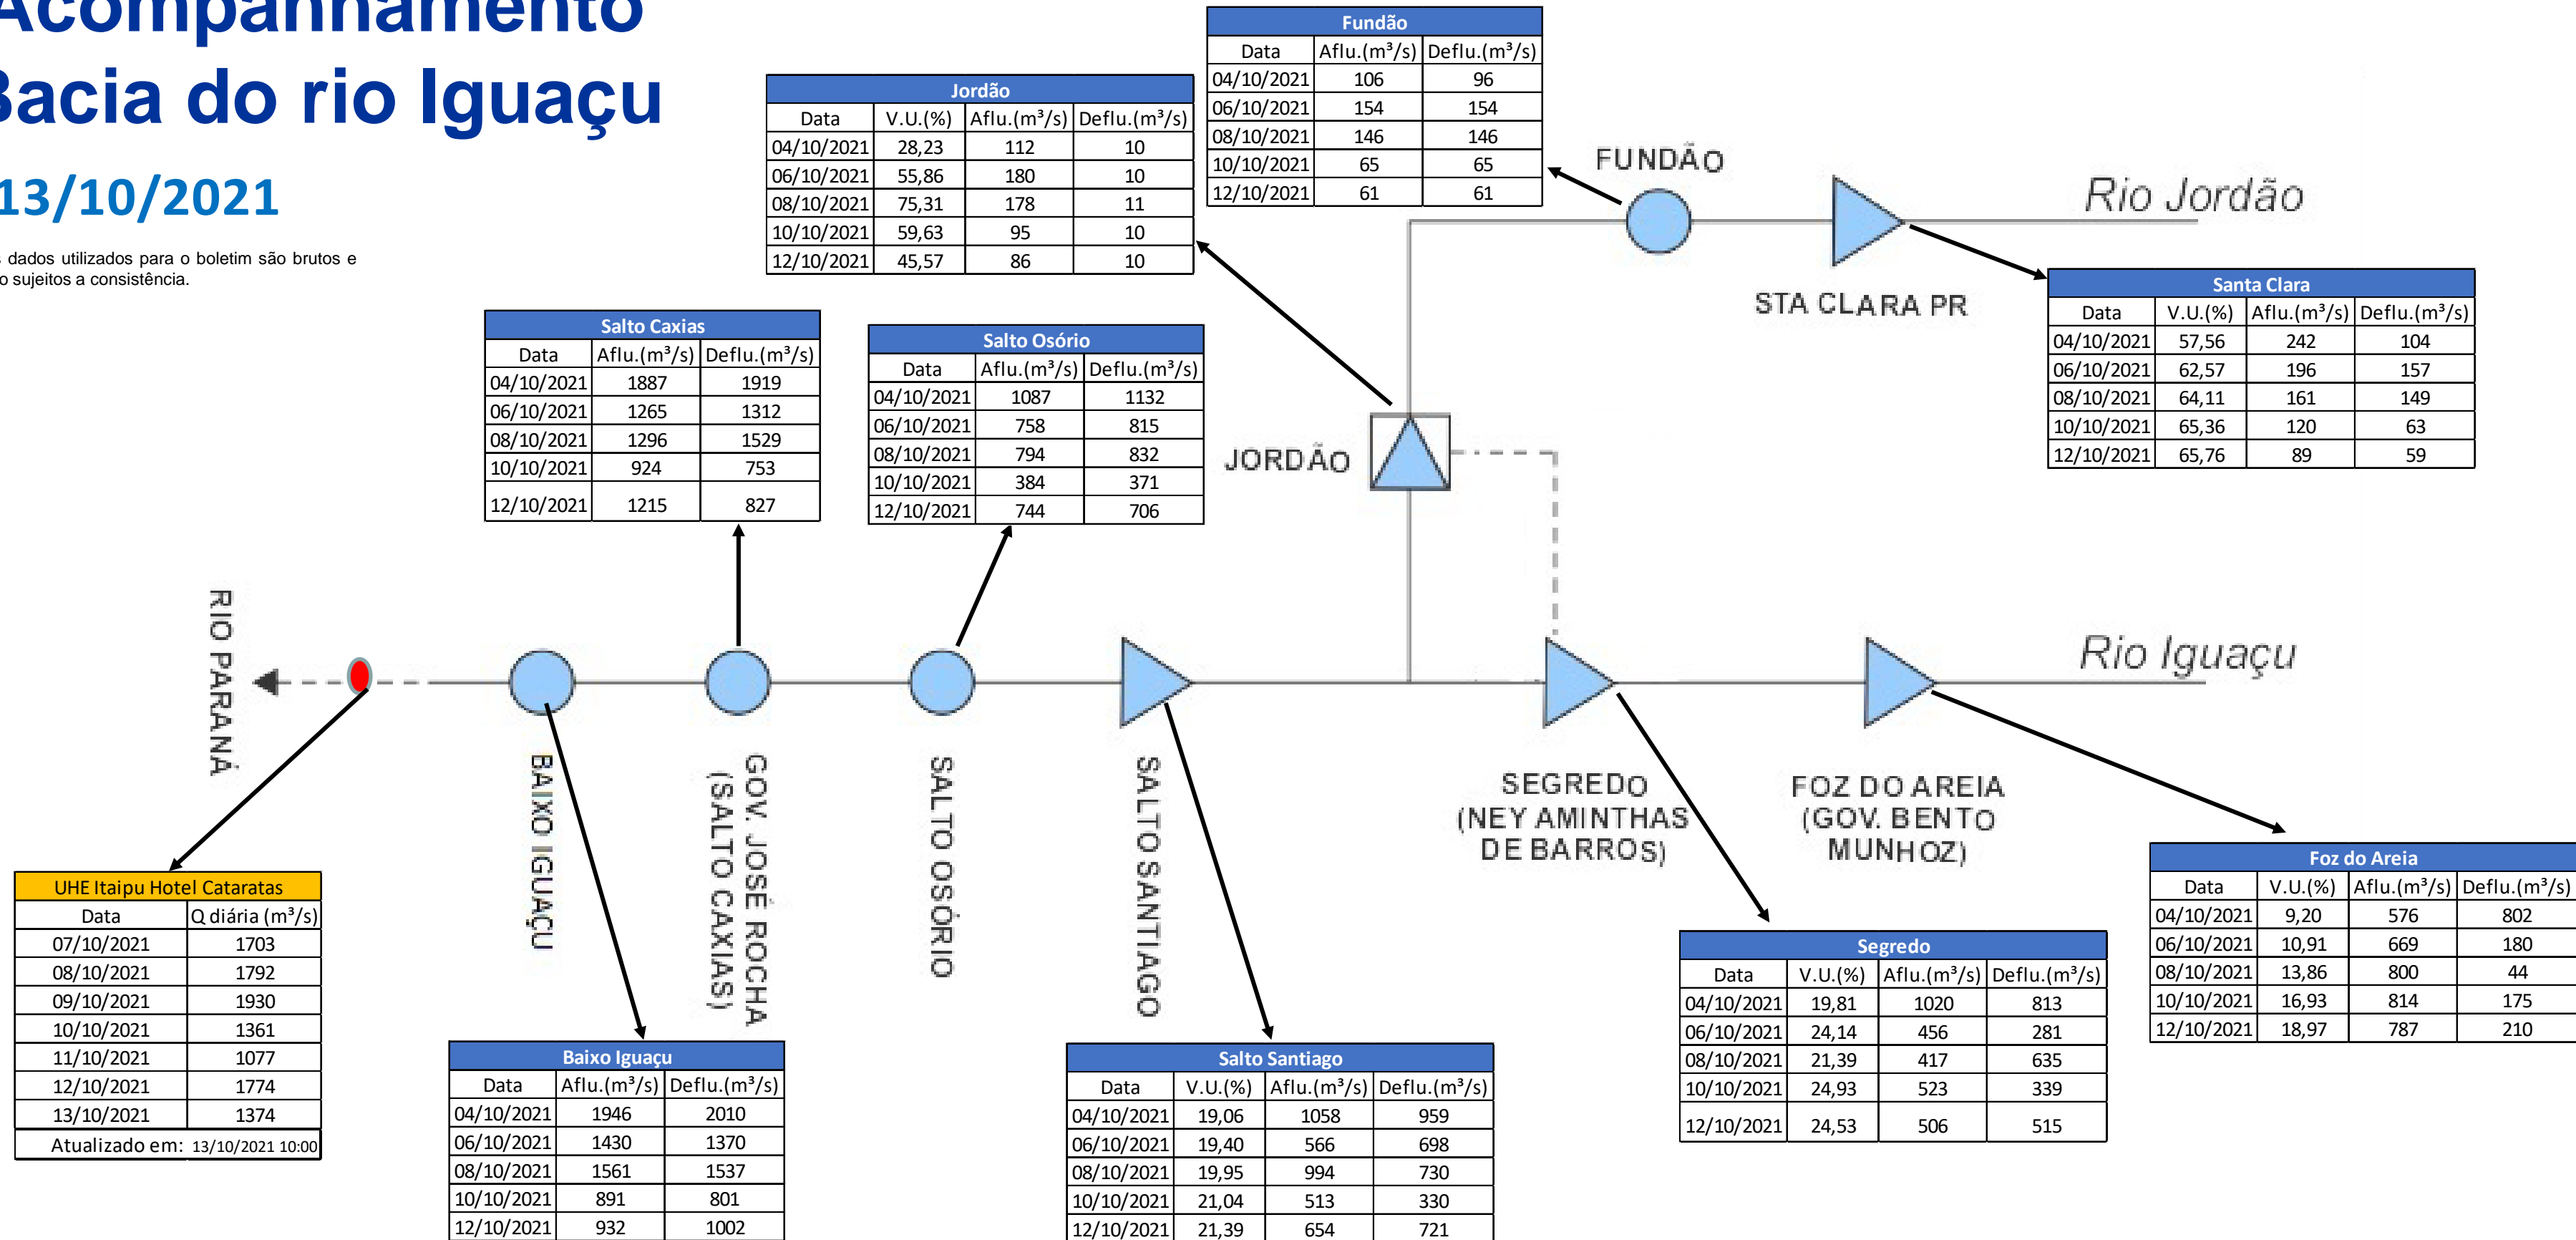 Acompanhamento
Bacia do rio Iguaçu
13/10/2021
s dados utilizados para o boletim são brutos e
o sujeitos a consistência.
Fundão
Data Aflu.(m³/s) Deflu.(m³/s)
04/10/2021 106 96
06/10/2021 154 154
08/10/2021 146 146
10/10/2021 65 65
12/10/2021 61 61
Jordão
Data V.U.(%) Aflu.(m³/s) Deflu.(m³/s)
04/10/2021 28,23 112 10
06/10/2021 55,86 180 10
08/10/2021 75,31 178 11
10/10/2021 59,63 95 10
12/10/2021 45,57 86 10
FUNDÃO
Rio Jordão
STA CLARA PR
Santa Clara
Data V.U.(%) Aflu.(m³/s) Deflu.(m³/s)
04/10/2021 57,56 242 104
06/10/2021 62,57 196 157
08/10/2021 64,11 161 149
10/10/2021 65,36 120 63
12/10/2021 65,76 89 59
Salto Caxias
Data Aflu.(m³/s) Deflu.(m³/s)
04/10/2021 1887 1919
06/10/2021 1265 1312
08/10/2021 1296 1529
10/10/2021 924 753
12/10/2021 1215 827
Salto Osório
Data Aflu.(m³/s) Deflu.(m³/s)
04/10/2021 1087 1132
06/10/2021 758 815
08/10/2021 794 832
10/10/2021 384 371
12/10/2021 744 706
JORDÃO
RIO PARANÁ
Rio Iguaçu
BAIXO IGUAÇU
GOV. JOSÉ ROCHA
(SALTO CAXIAS)
SALTO OSÓRIO
SALTO SANTIAGO
SEGREDO
(NEY AMINTHAS
DE BARROS)
FOZ DO AREIA
(GOV. BENTO
MUNHOZ)
UHE Itaipu Hotel Cataratas
Data Q diária (m³/s)
07/10/2021 1703
08/10/2021 1792
09/10/2021 1930
10/10/2021 1361
11/10/2021 1077
12/10/2021 1774
13/10/2021 1374
Atualizado em: 13/10/2021 10:00
Baixo Iguaçu
Data Aflu.(m³/s) Deflu.(m³/s)
04/10/2021 1946 2010
06/10/2021 1430 1370
08/10/2021 1561 1537
10/10/2021 891 801
12/10/2021 932 1002
Salto Santiago
Data V.U.(%) Aflu.(m³/s) Deflu.(m³/s)
04/10/2021 19,06 1058 959
06/10/2021 19,40 566 698
08/10/2021 19,95 994 730
10/10/2021 21,04 513 330
12/10/2021 21,39 654 721
Segredo
Data V.U.(%) Aflu.(m³/s) Deflu.(m³/s)
04/10/2021 19,81 1020 813
06/10/2021 24,14 456 281
08/10/2021 21,39 417 635
10/10/2021 24,93 523 339
12/10/2021 24,53 506 515
Foz do Areia
Data V.U.(%) Aflu.(m³/s) Deflu.(m³/s)
04/10/2021 9,20 576 802
06/10/2021 10,91 669 180
08/10/2021 13,86 800 44
10/10/2021 16,93 814 175
12/10/2021 18,97 787 210